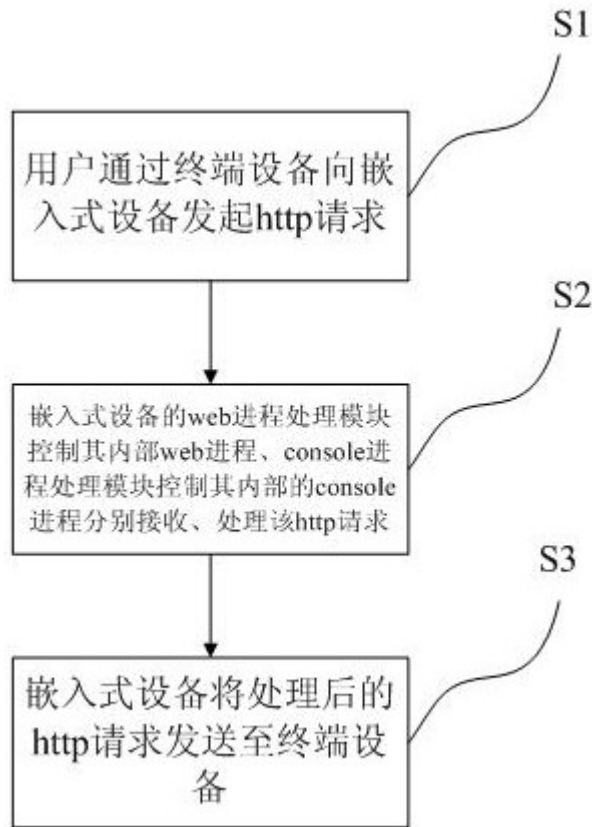 S1
用户通过终端设备向嵌
入式设备发起http请求
S2
嵌入式设备的web进程处理模块
控制其内部web进程、console进
程处理模块控制其内部的console
进程分别接收、处理该http请求
S3
嵌入式设备将处理后的
http请求发送至终端设
备